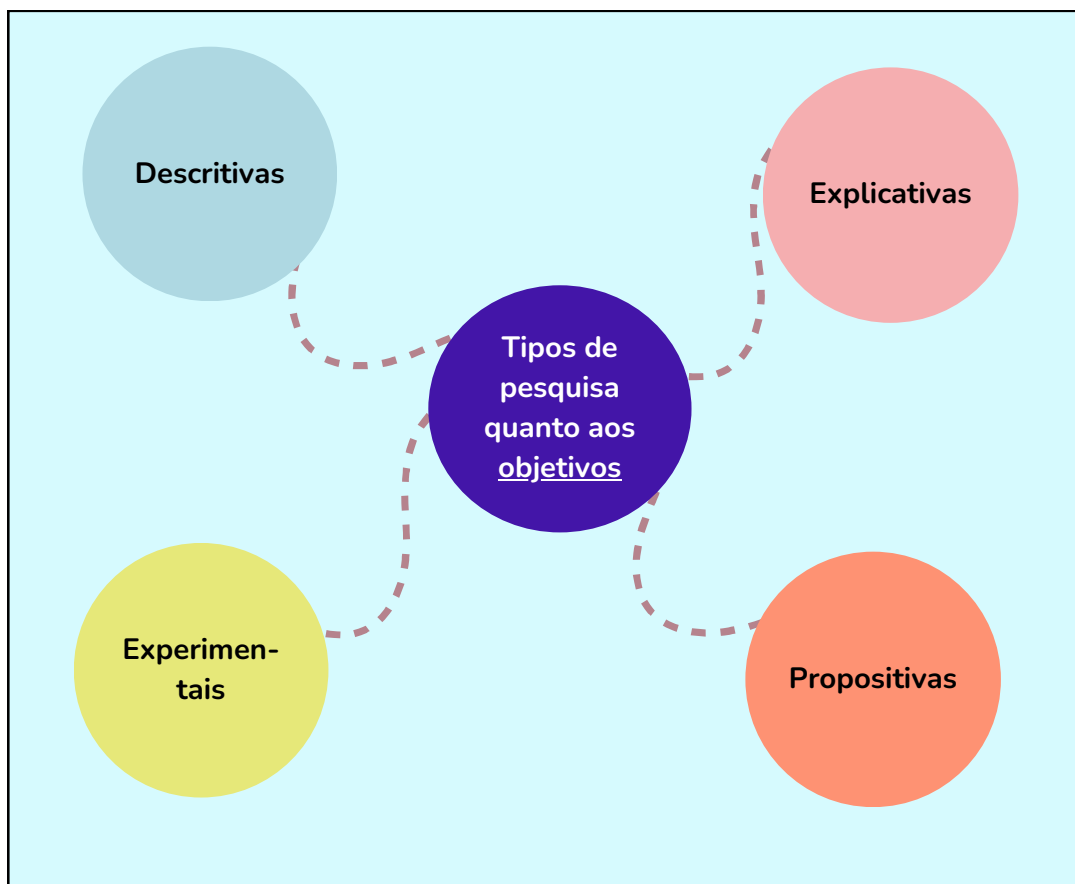 Descritivas
Explicativas
Tipos de
pesquisa
quanto aos
objetivos
Experimen-
tais
Propositivas